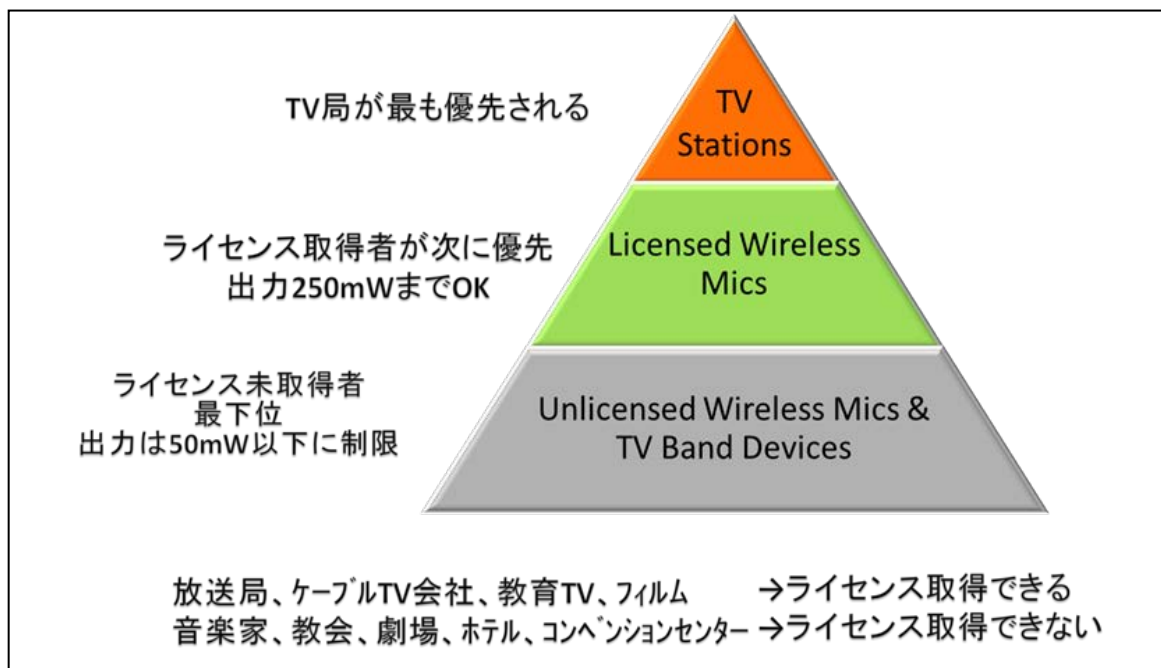 TV局が最も優先される
TV
Stations
ライセンス取得者が次に優先
出力250mWまでOK
Licensed Wireless
Mics
ライセンス未取得者
最下位
出力は50mW以下に制限
Unlicensed Wireless Mics &
TV Band Devices
放送局、ｹｰﾌﾞﾙTV会社、教育TV、ﾌｨﾙﾑ →ライセンス取得できる
音楽家、教会、劇場、ホテル、ｺﾝﾍﾞﾝｼｮﾝｾﾝﾀｰ →ライセンス取得できない